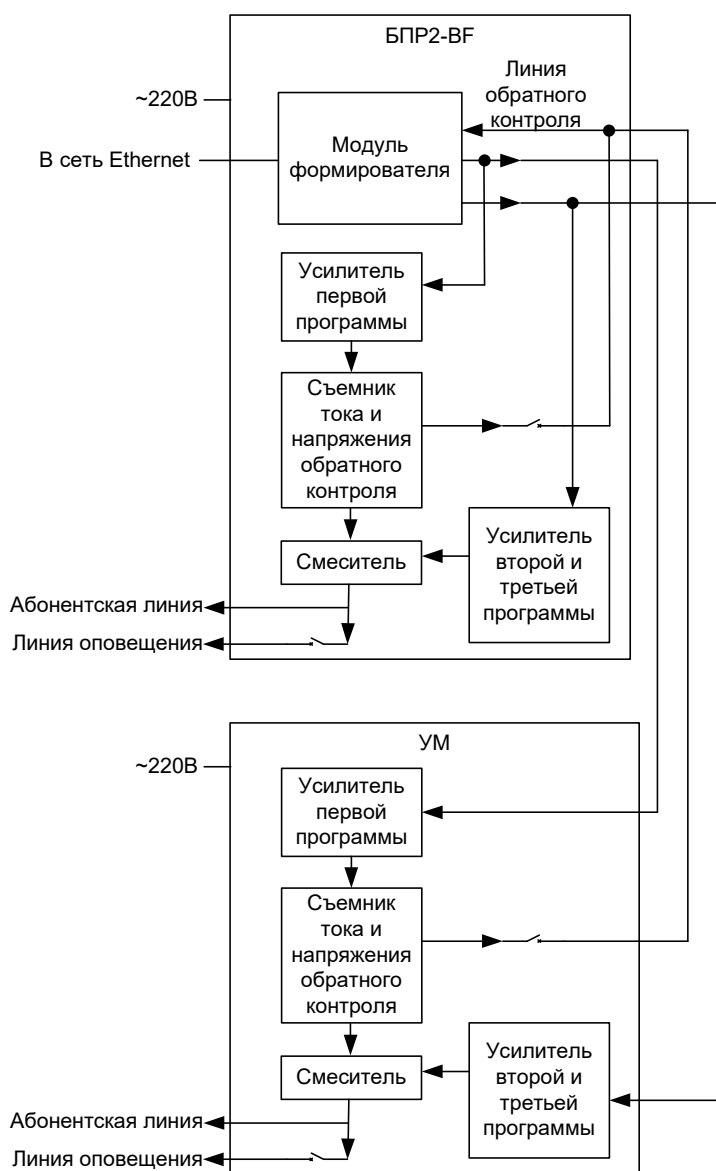 БПР2-BF
Линия
обратного
контроля
~220В
Модуль
формирователя
В сеть Ethernet
Усилитель
первой
программы
Съемник
тока и
напряжения
обратного
контроля
Усилитель
второй и
третьей
программы
Смеситель
Абонентская линия
Линия оповещения
УМ
~220В
Усилитель
первой
программы
Съемник
тока и
напряжения
обратного
контроля
Усилитель
второй и
третьей
программы
Смеситель
Абонентская линия
Линия оповещения